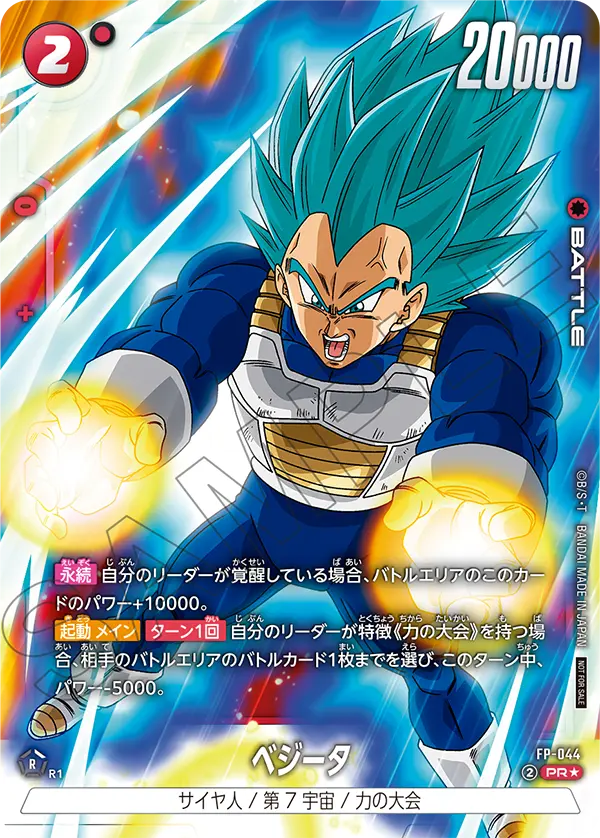 2
20000
0
+
BATTLE
©B/S・T BANDAI MADE IN JAPAN
NOT FOR SALE
SAMPLE
永続 自分のリーダーが覚醒している場合、バトルエリアのこのカー
ドのパワー+10000。
起動メイン ターン1回 自分のリーダーが特徴《力の大会》を持つ場
合、相手のバトルエリアのバトルカード1枚までを選び、このターン中、
パワー-5000。
ベジータ
R
R1
FP-044
2 PR★
サイヤ人 / 第7宇宙 / 力の大会